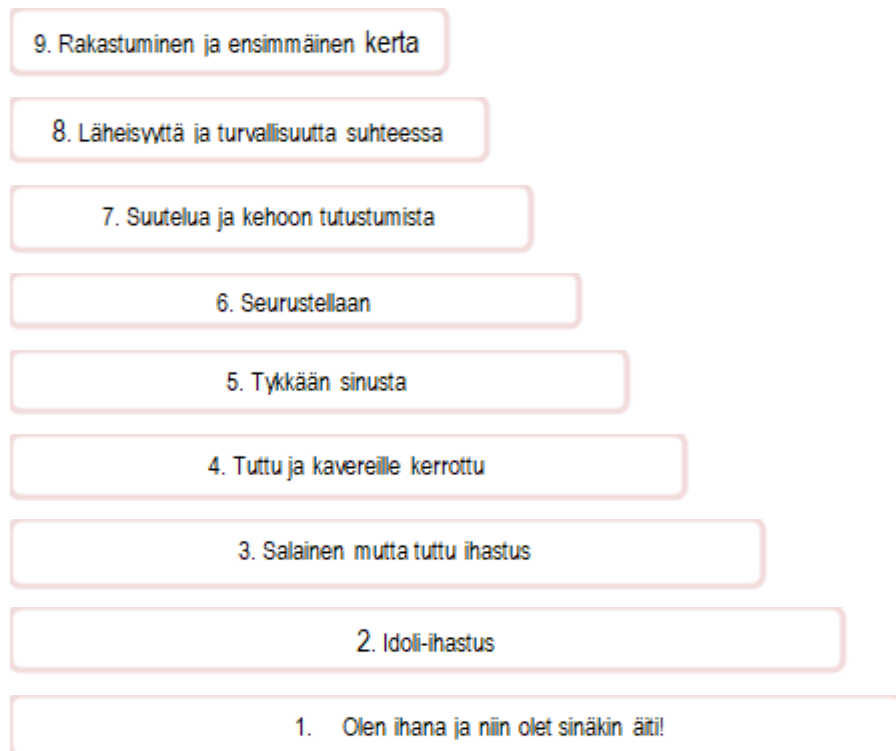 9. Rakastuminen ja ensimmäinen kerta
8. Läheisyyttä ja turvallisuutta suhteessa
7. Suutelua ja kehoon tutustumista
6. Seurustellaan
5. Tykkään sinusta
4. Tuttu ja kavereille kerrottu
3. Salainen mutta tuttu ihastus
2. Idoli-ihastus
1. Olen ihana ja niin olet sinäkin äiti!